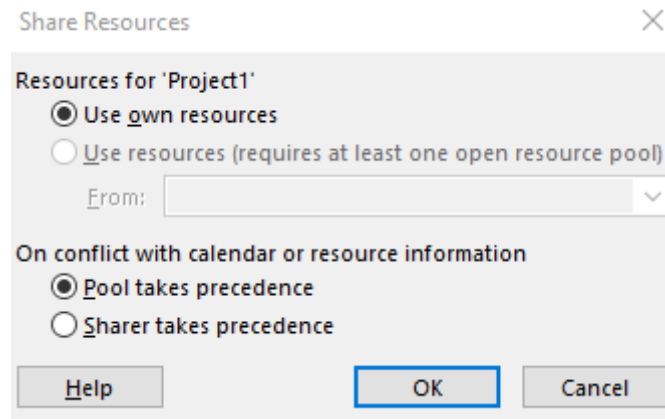 Share Resources
Resources for 'Project1'
Use own resources
Use resources (requires at least one open resource pool)
From:
On conflict with calendar or resource information
Pool takes precedence
Sharer takes precedence
Help OK Cancel